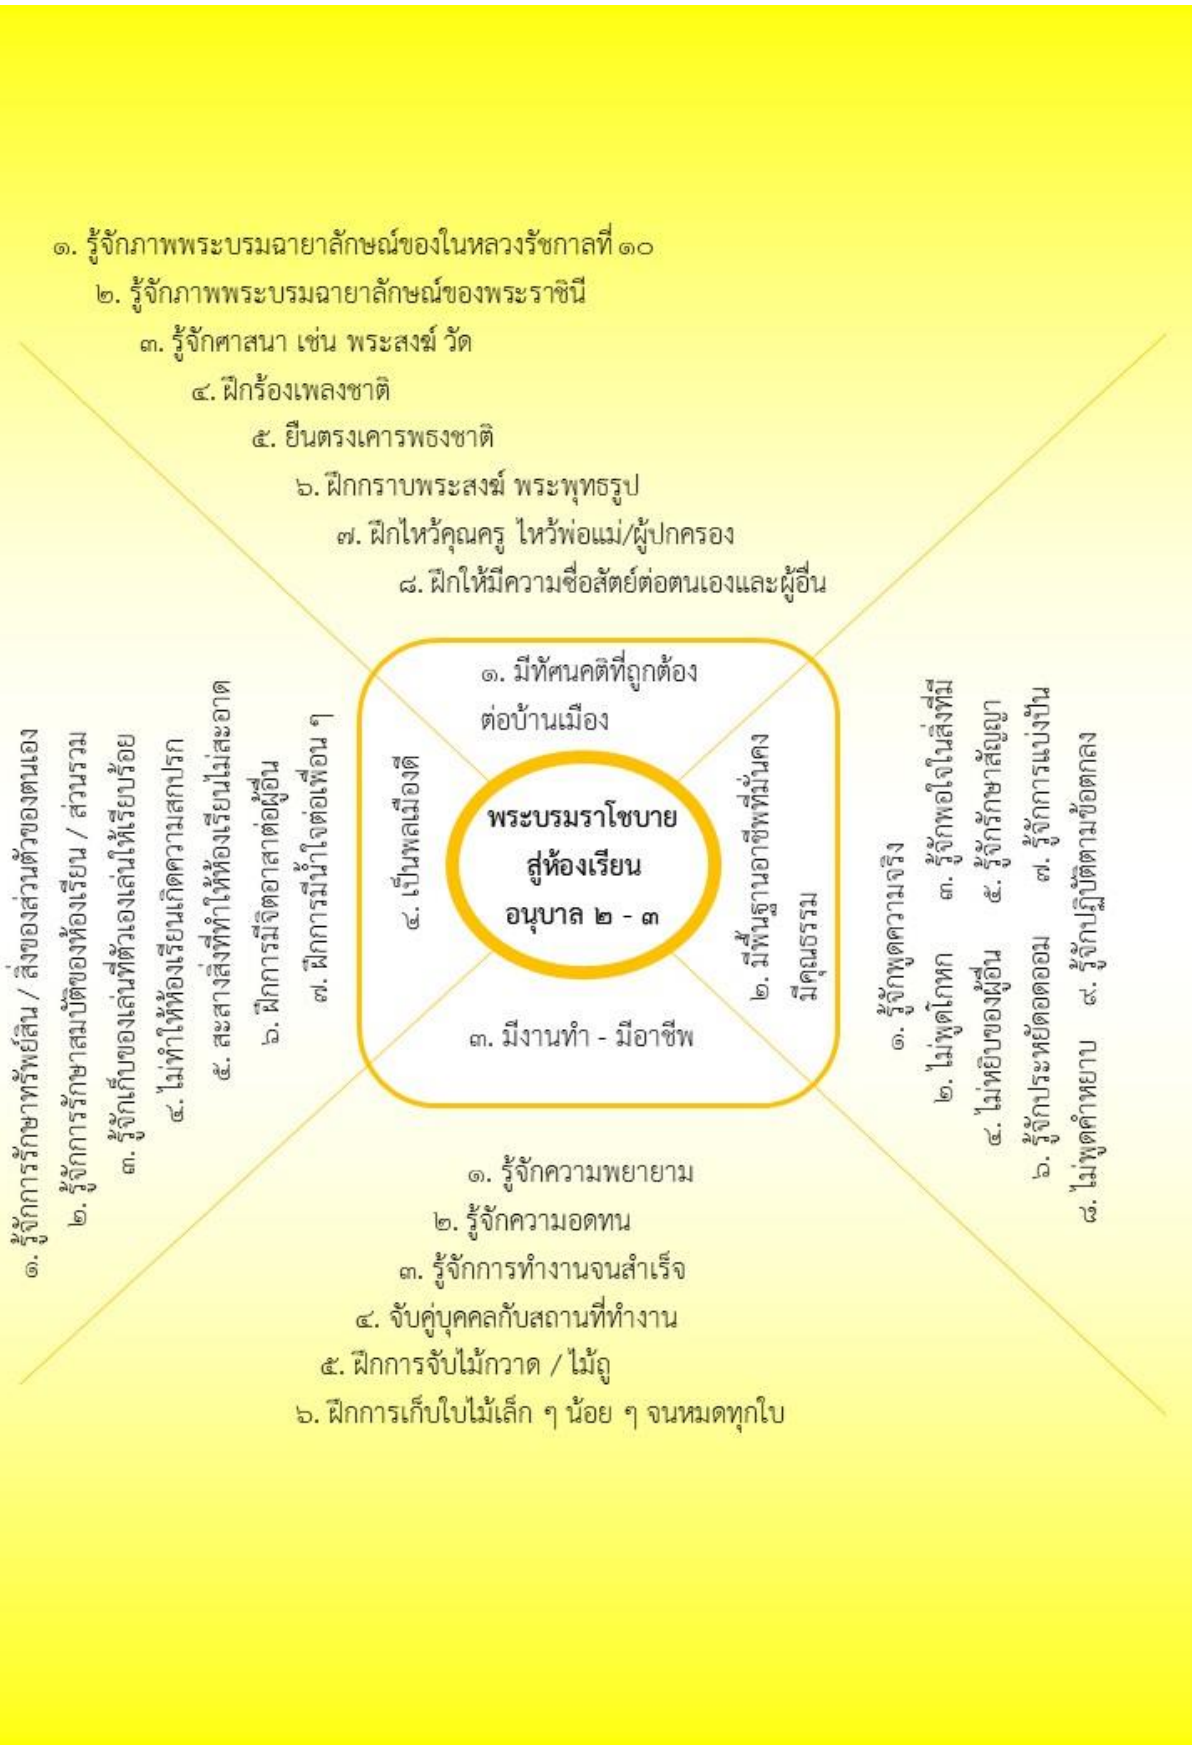 ๑. รู้จักภาพพระบรมฉายาลักษณ์ของในหลวงรัชกาลที่ ๑๐
๒. รู้จักภาพพระบรมฉายาลักษณ์ของพระราชินี
๓. รู้จักศาสนา เช่น พระสงฆ์ วัด
๔. ฝึกร้องเพลงชาติ
๕. ยืนตรงเคารพธงชาติ
๖. ฝึกกราบพระสงฆ์ พระพุทธรูป
๗. ฝึกไหว้คุณครู ไหว้พ่อแม่/ผู้ปกครอง
๘. ฝึกให้มีความซื่อสัตย์ต่อตนเองและผู้อื่น
๑. มีทัศนคติที่ถูกต้อง
ต่อบ้านเมือง
พระบรมราโชบาย
สู่ห้องเรียน
อนุบาล ๒ - ๓
๒. มีพื้นฐานอาชีพที่มั่นคง
มีคุณธรรม
๓. มีงานทำ - มีอาชีพ
๔. เป็นพลเมืองดี
๑. รู้จักพูดความจริง
๒. ไม่พูดโกหก ๓. รู้จักพอใจในสิ่งที่มี
๔. ไม่หยิบของผู้อื่น ๕. รู้จักรักษาสัญญา
๖. รู้จักประหยัดอดออม ๗. รู้จักการแบ่งปัน
๘. ไม่พูดคำหยาบ ๙. รู้จักปฏิบัติตามข้อตกลง
๑. รู้จักความพยายาม
๒. รู้จักความอดทน
๓. รู้จักการทำงานจนสำเร็จ
๔. จับคู่บุคคลกับสถานที่ทำงาน
๕. ฝึกการจับไม้กวาด / ไม้ถู
๖. ฝึกการเก็บใบไม้เล็ก ๆ น้อย ๆ จนหมดทุกใบ
๑. รู้จักการรักษาทรัพย์สิน / สิ่งของส่วนตัวของตนเอง
๒. รู้จักการรักษาสมบัติของห้องเรียน / ส่วนรวม
๓. รู้จักเก็บของเล่นที่ตัวเองเล่นให้เรียบร้อย
๔. ไม่ทำให้ห้องเรียนเกิดความสกปรก
๕. สะสางสิ่งที่ทำให้ห้องเรียนไม่สะอาด
๖. ฝึกการมีจิตอาสาต่อผู้อื่น
๗. ฝึกการมีน้ำใจต่อเพื่อน ๆ